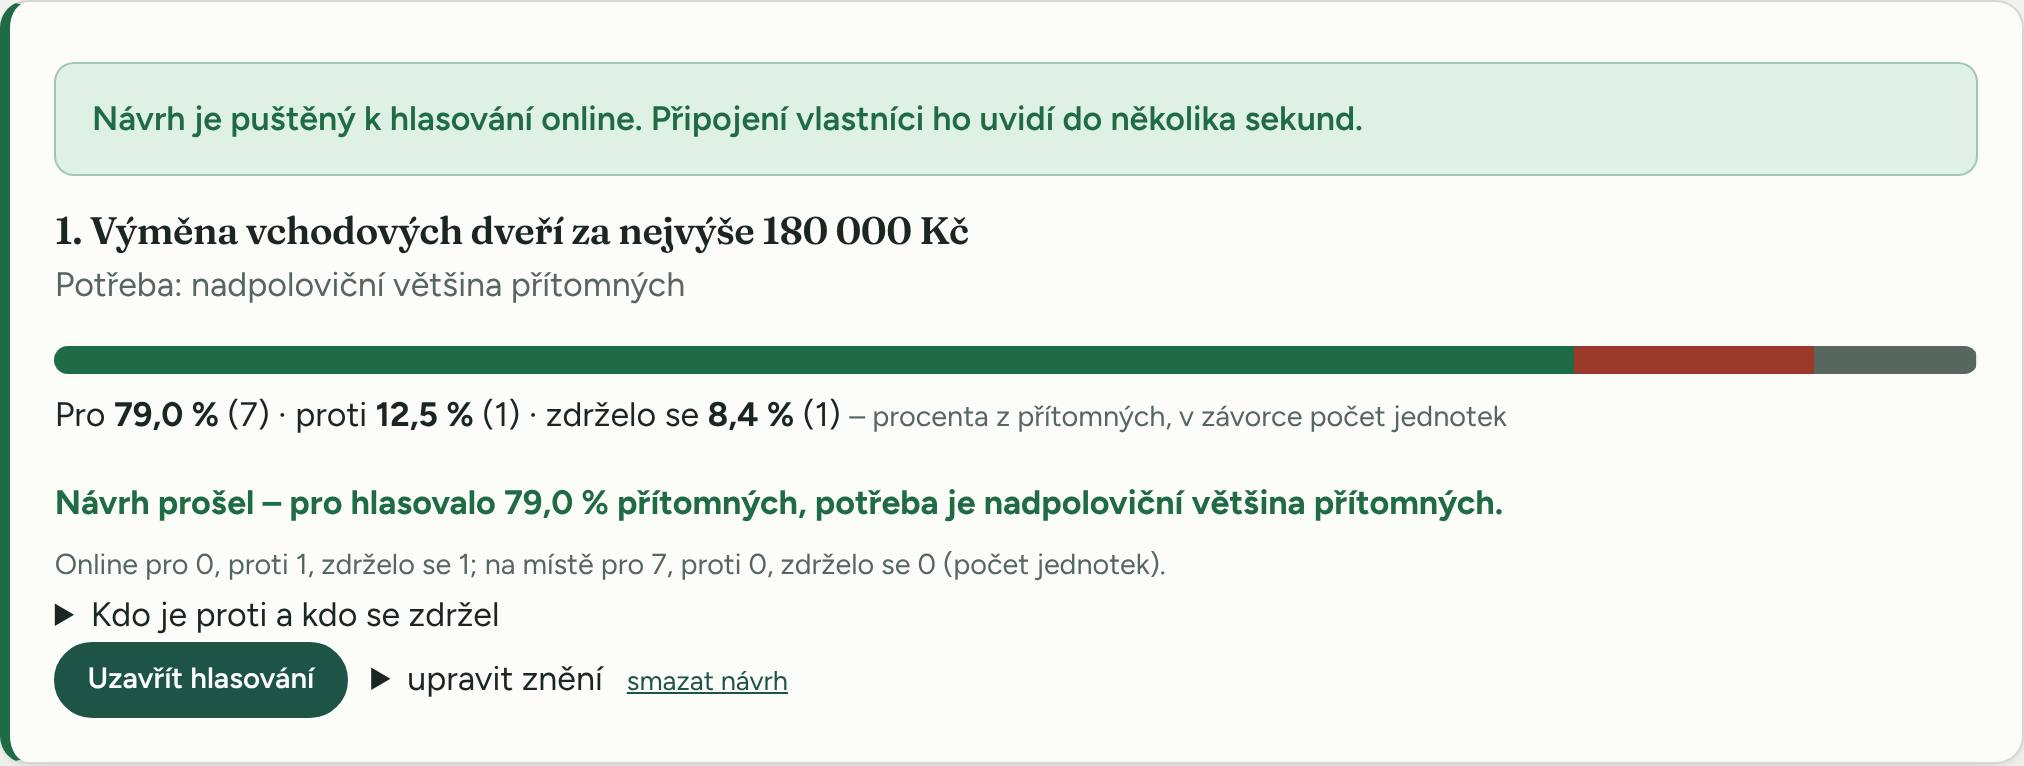 Návrh je puštěný k hlasování online. Připojení vlastníci ho uvidí do několika sekund.
1. Výměna vchodových dveří za nejvýše 180 000 Kč
Potřeba: nadpoloviční většina přítomných
Pro 79,0 % (7) · proti 12,5 % (1) · zdrželo se 8,4 % (1) – procenta z přítomných, v závorce počet jednotek
Návrh prošel – pro hlasovalo 79,0 % přítomných, potřeba je nadpoloviční většina přítomných.
Online pro 0, proti 1, zdrželo se 1; na místě pro 7, proti 0, zdrželo se 0 (počet jednotek).
Kdo je proti a kdo se zdržel
Uzavřít hlasování upravit znění smazat návrh